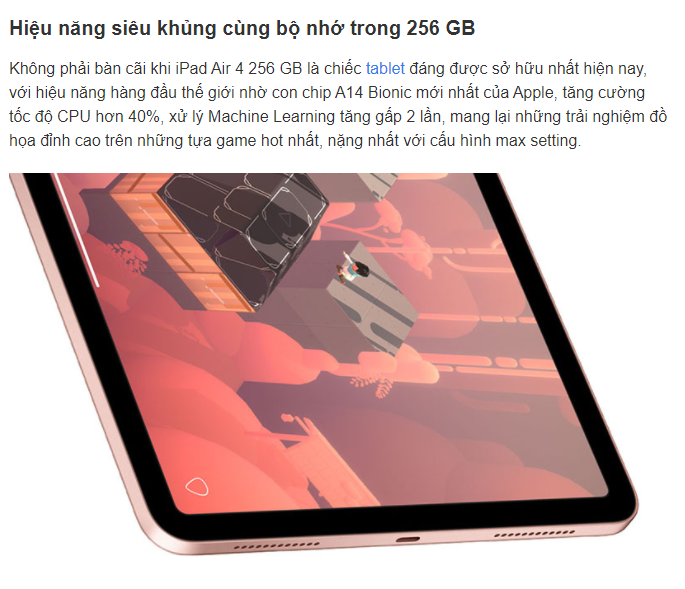 Hiệu năng siêu khủng cùng bộ nhớ trong 256 GB
Không phải bàn cãi khi iPad Air 4 256 GB là chiếc tablet đáng được sở hữu nhất hiện nay,
với hiệu năng hàng đầu thế giới nhờ con chip A14 Bionic mới nhất của Apple, tăng cường
tốc độ CPU hơn 40%, xử lý Machine Learning tăng gấp 2 lần, mang lại những trải nghiệm đồ
họa đỉnh cao trên những tựa game hot nhất, nặng nhất với cấu hình max setting.